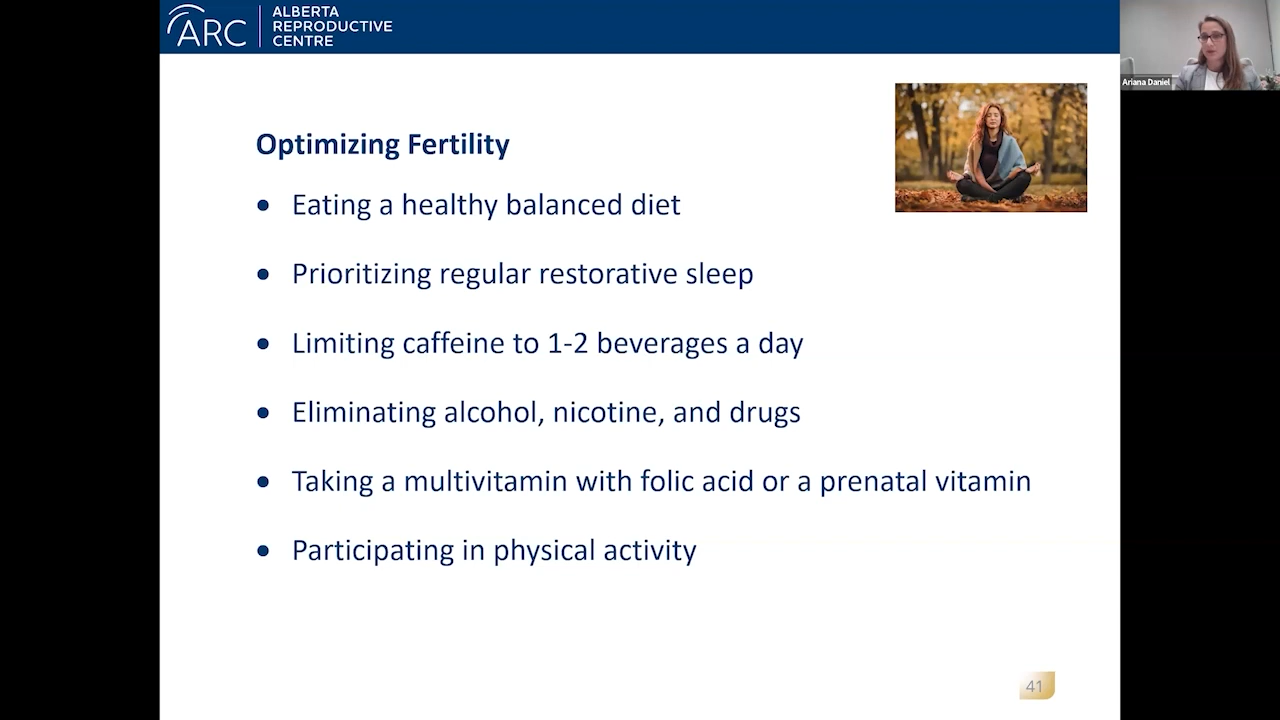 ARC
ALBERTA
REPRODUCTIVE
CENTRE
Ariana Daniel
Optimizing Fertility
• Eating a healthy balanced diet
• Prioritizing regular restorative sleep
• Limiting caffeine to 1-2 beverages a day
• Eliminating alcohol, nicotine, and drugs
• Taking a multivitamin with folic acid or a prenatal vitamin
• Participating in physical activity
41